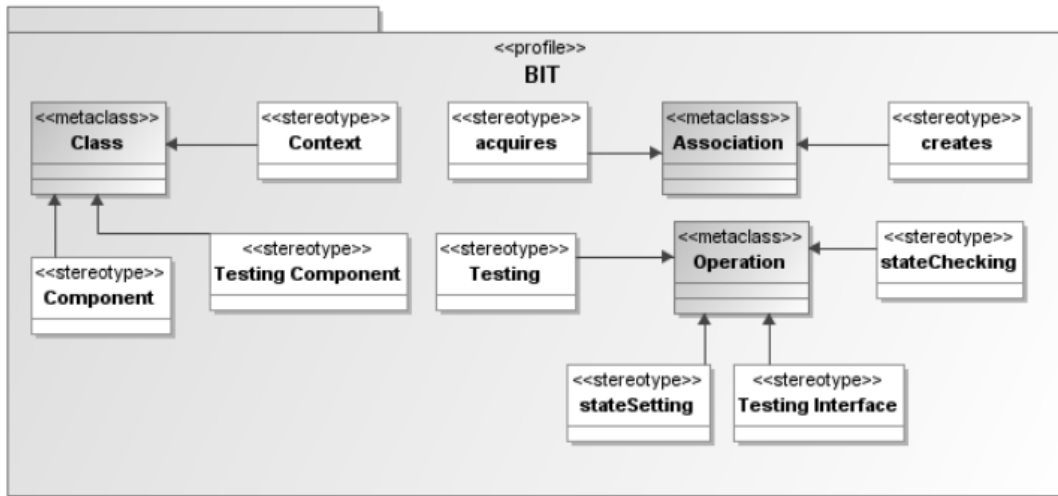 <<profile>>
BIT
<<metaclass>>
Class
<<stereotype>>
Context
<<stereotype>>
acquires
<<metaclass>>
Association
<<stereotype>>
creates
<<stereotype>>
Component
<<stereotype>>
Testing Component
<<stereotype>>
Testing
<<metaclass>>
Operation
<<stereotype>>
stateChecking
<<stereotype>>
stateSetting
<<stereotype>>
Testing Interface